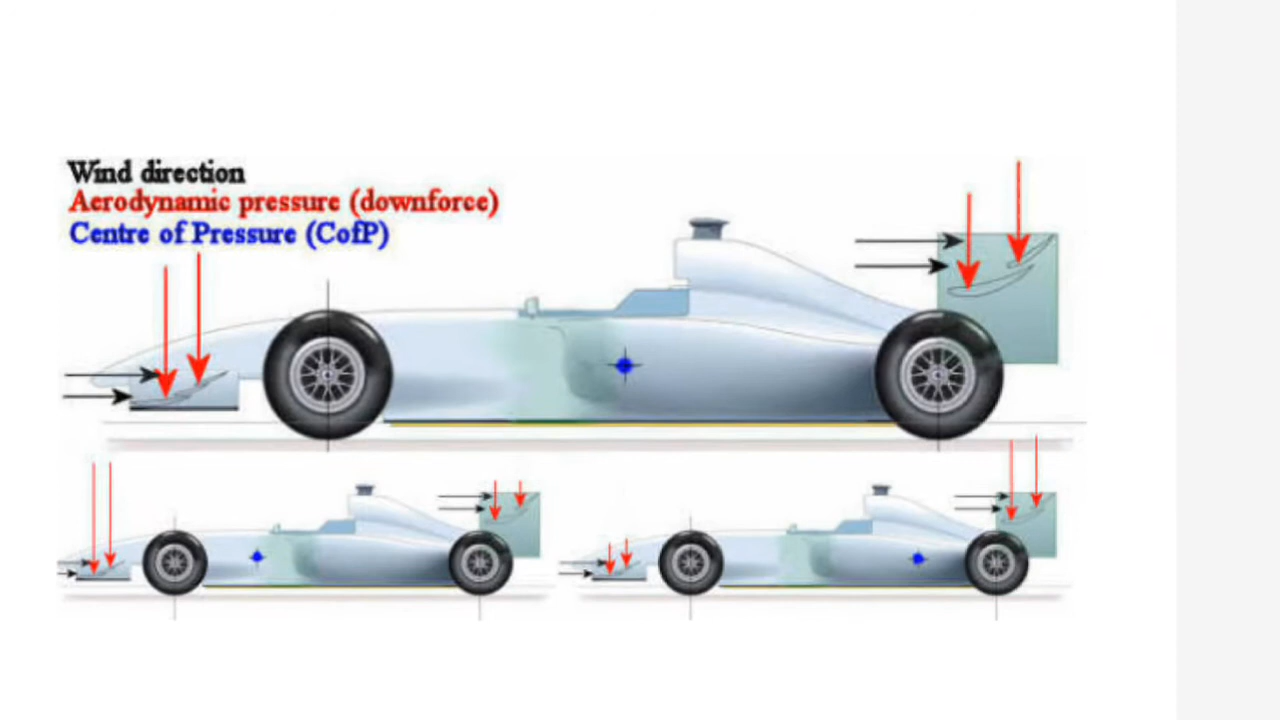 Wind direction
Aerodynamic pressure (downforce)
Centre of Pressure (CofP)